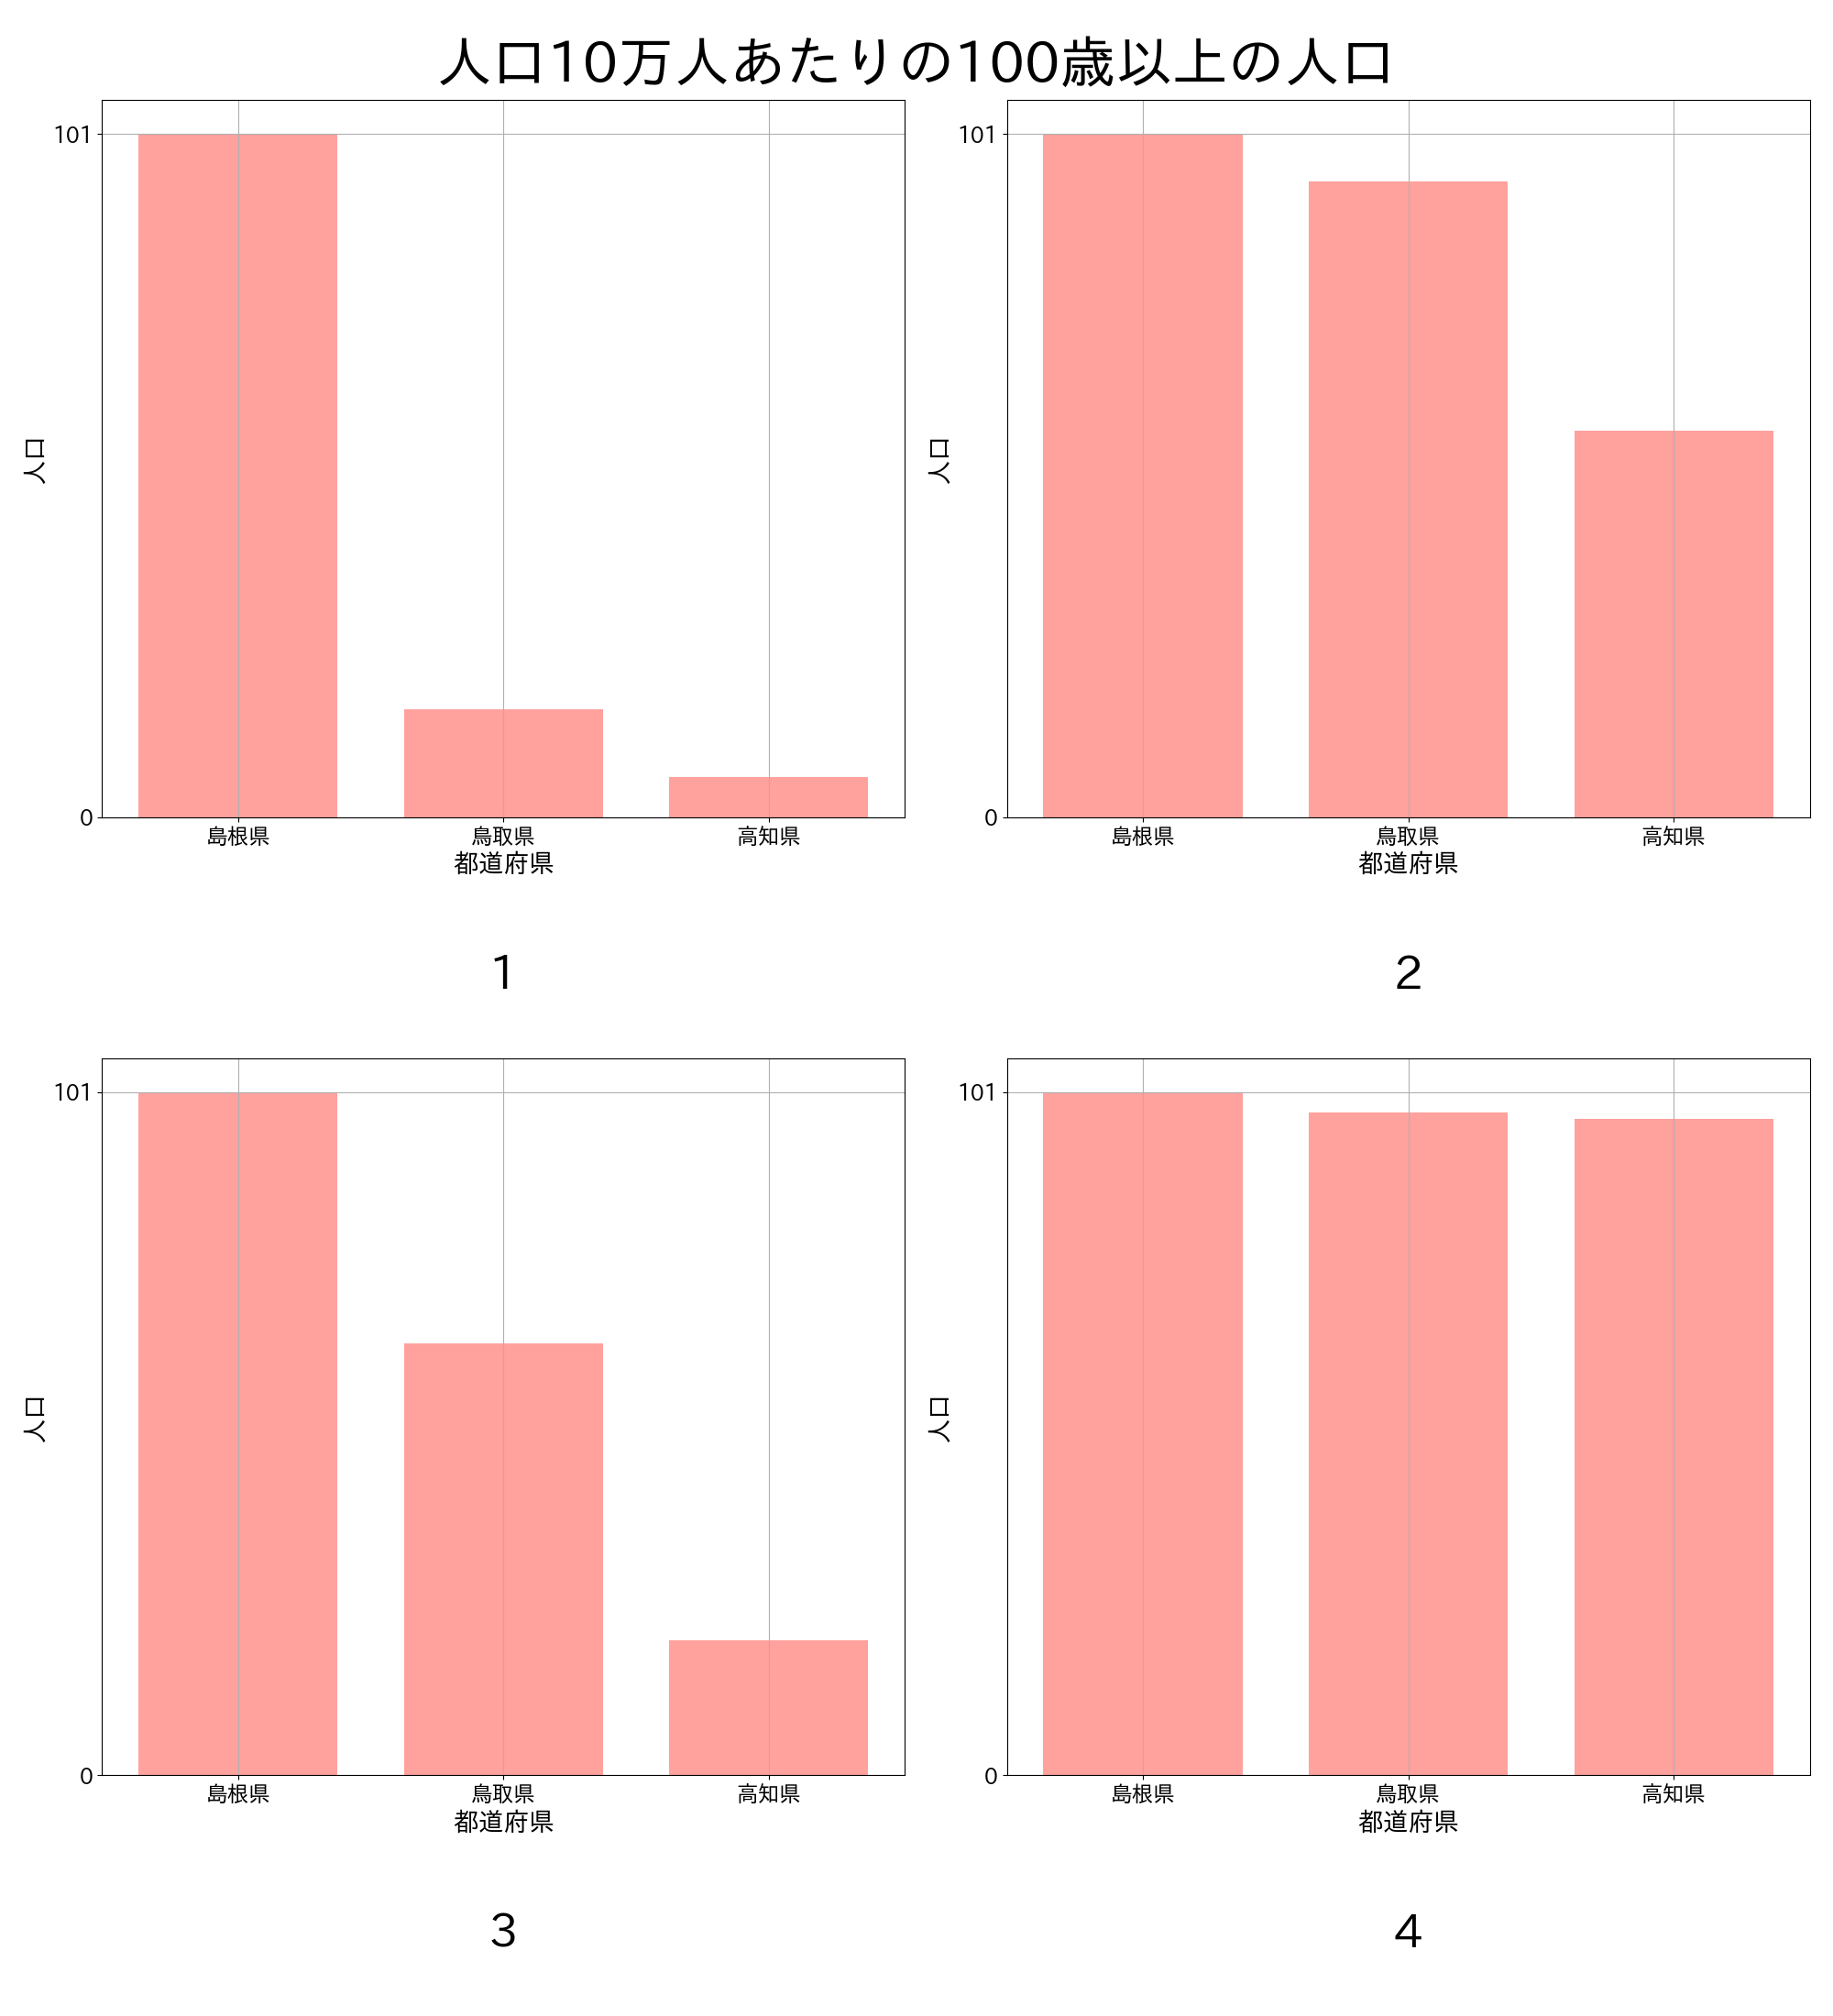 人口10万人あたりの100歳以上の人口
101
0
人口
島根県 鳥取県 高知県
都道府県
1
101
0
人口
島根県 鳥取県 高知県
都道府県
2
101
0
人口
島根県 鳥取県 高知県
都道府県
3
101
0
人口
島根県 鳥取県 高知県
都道府県
4